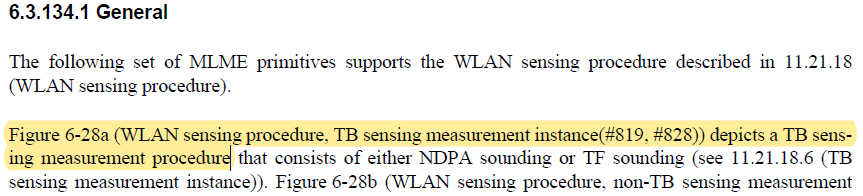 6.3.134.1 General
The following set of MLME primitives supports the WLAN sensing procedure described in 11.21.18
(WLAN sensing procedure).
Figure 6-28a (WLAN sensing procedure, TB sensing measurement instance(#819, #828)) depicts a TB sens-
ing measurement procedure that consists of either NDPA sounding or TF sounding (see 11.21.18.6 (TB
sensing measurement instance)). Figure 6-28b (WLAN sensing procedure, non-TB sensing measurement